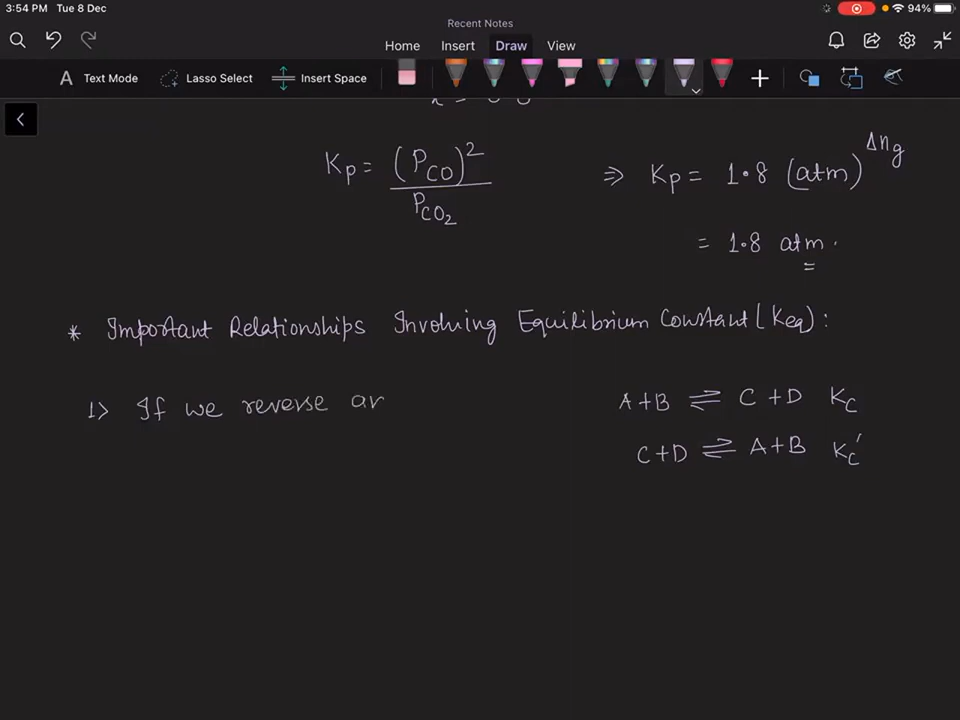 3:54 PM Tue 8 Dec
94%
Recent Notes
Home Insert Draw View
A Text Mode Lasso Select Insert Space
Kp = (P_CO)² / P_CO₂ ⇒ Kp = 1.8 (atm)^Δng
= 1.8 atm.
* Important Relationships Involving Equilibrium Constant (Keq):
1> If we reverse an
A+B ⇌ C+D Kc
C+D ⇌ A+B Kc'